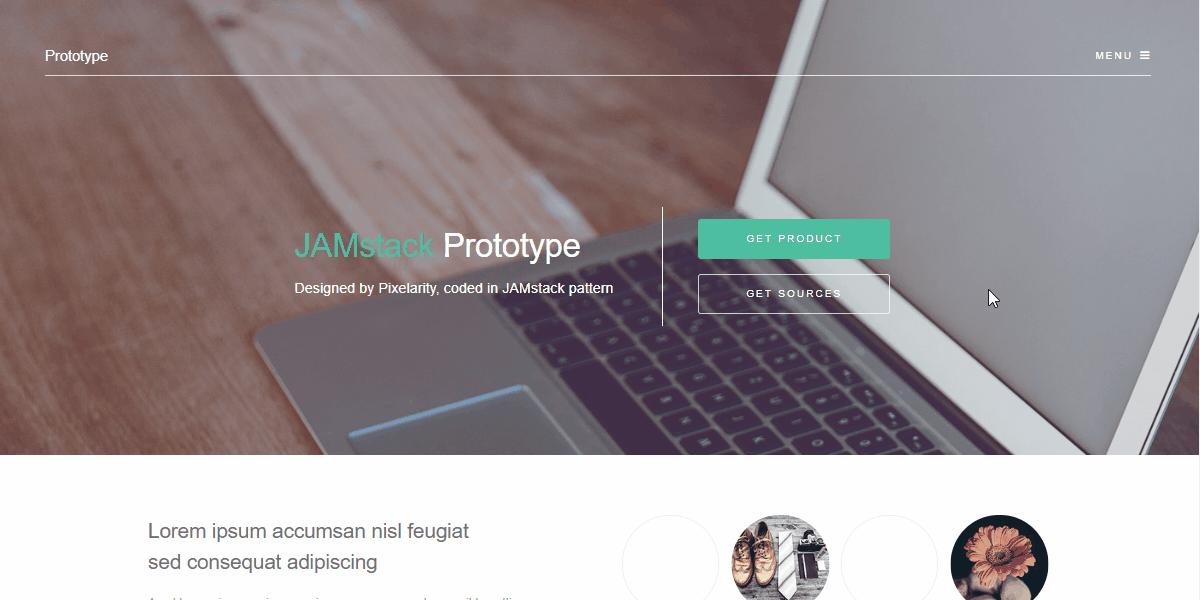 Prototype
MENU
JAMstack Prototype
Designed by Pixelarity, coded in JAMstack pattern
GET PRODUCT
GET SOURCES
Lorem ipsum accumsan nisl feugiat
sed consequat adipiscing